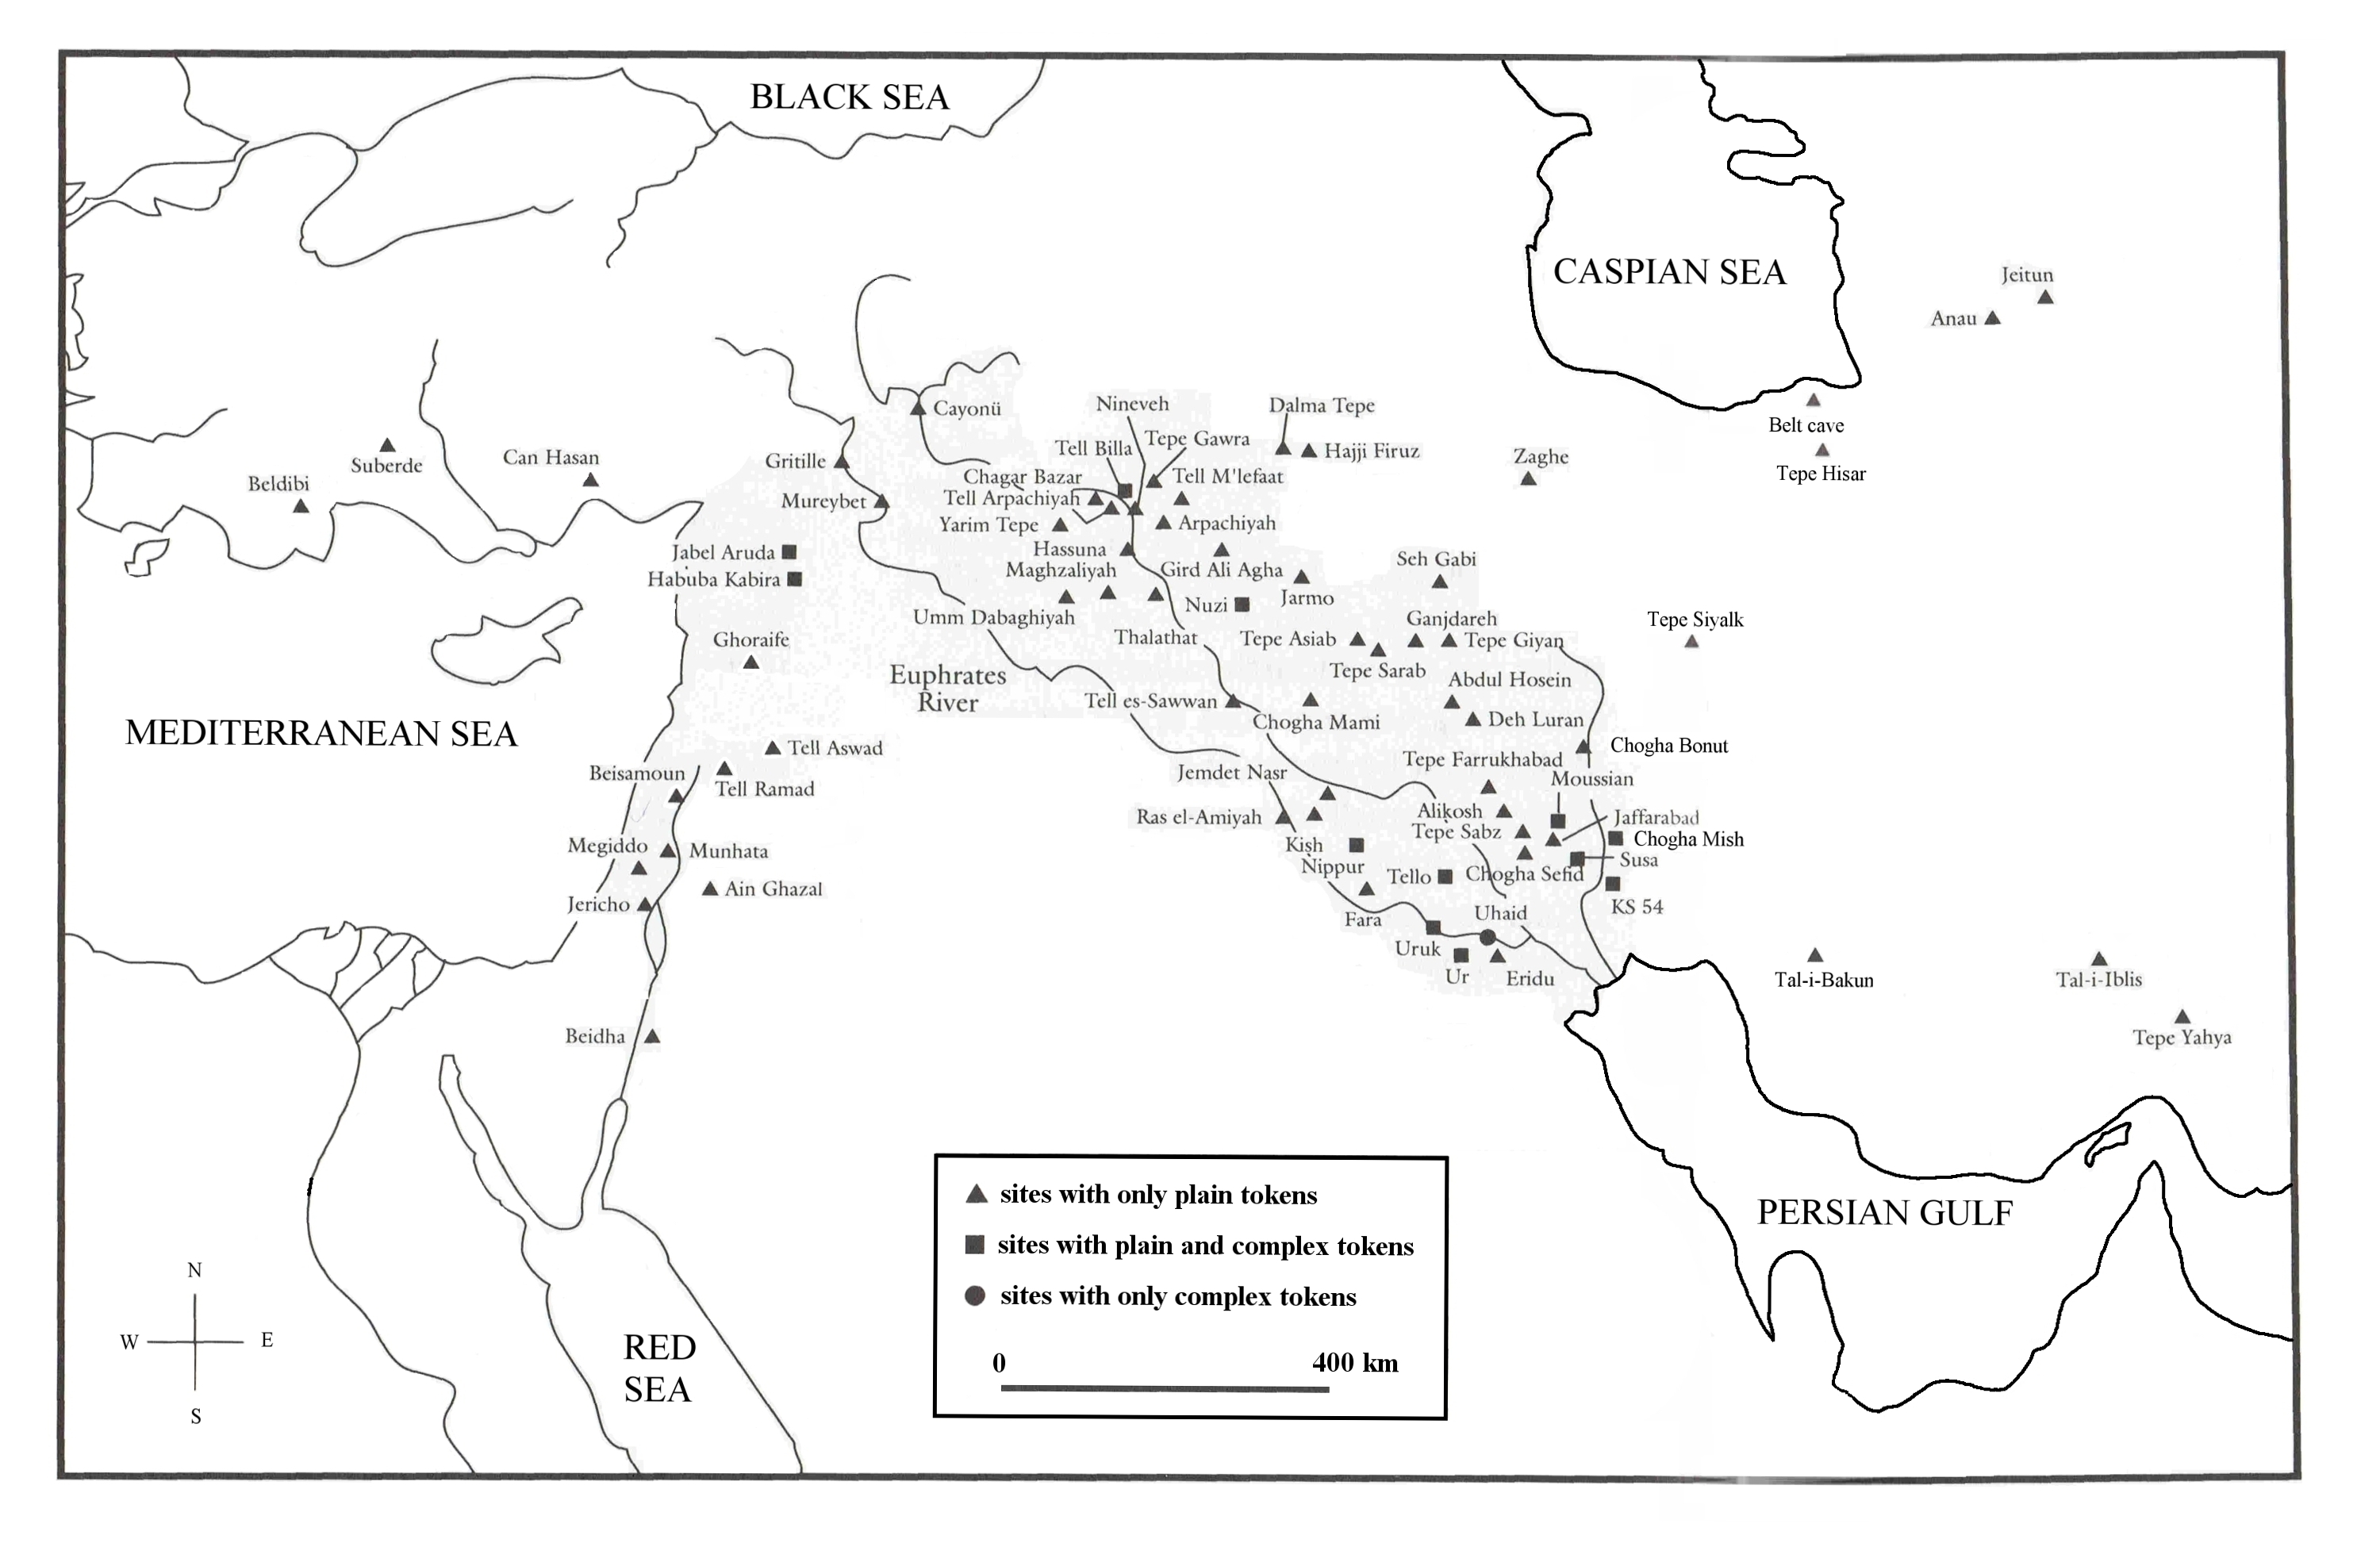 BLACK SEA
CASPIAN SEA
Jeitun
Anau
Belt cave
Tepe Hisar
Cayonü
Nineveh
Dalma Tepe
Tell Billa
Tepe Gawra
Hajji Firuz
Suberde
Can Hasan
Gritille
Zaghe
Beldibi
Chagar Bazar
Tell M'lefaat
Mureybet
Tell Arpachiyah
Yarim Tepe
Arpachiyah
Jabel Aruda
Hassuna
Seh Gabi
Habuba Kabira
Maghzaliyah
Gird Ali Agha
Nuzi
Jarmo
Umm Dabaghiyah
Ganjdareh
Tepe Siyalk
Ghoraife
Thalathat
Tepe Asiab
Tepe Giyan
Euphrates
River
Tepe Sarab
Abdul Hosein
Tell es-Sawwan
Chogha Mami
Deh Luran
MEDITERRANEAN SEA
Tell Aswad
Chogha Bonut
Beisamoun
Tell Ramad
Jemdet Nasr
Tepe Farrukhabad
Moussian
Ras el-Amiyah
Alikosh
Jaffarabad
Tepe Sabz
Chogha Mish
Megiddo
Munhata
Kish
Nippur
Susa
Tello
Chogha Sefid
Ain Ghazal
Jericho
KS 54
Fara
Uhaid
Uruk
Ur
Eridu
Tal-i-Bakun
Tal-i-Iblis
Beidha
Tepe Yahya
sites with only plain tokens
sites with plain and complex tokens
sites with only complex tokens
0 400 km
PERSIAN GULF
N
W E
S
RED
SEA